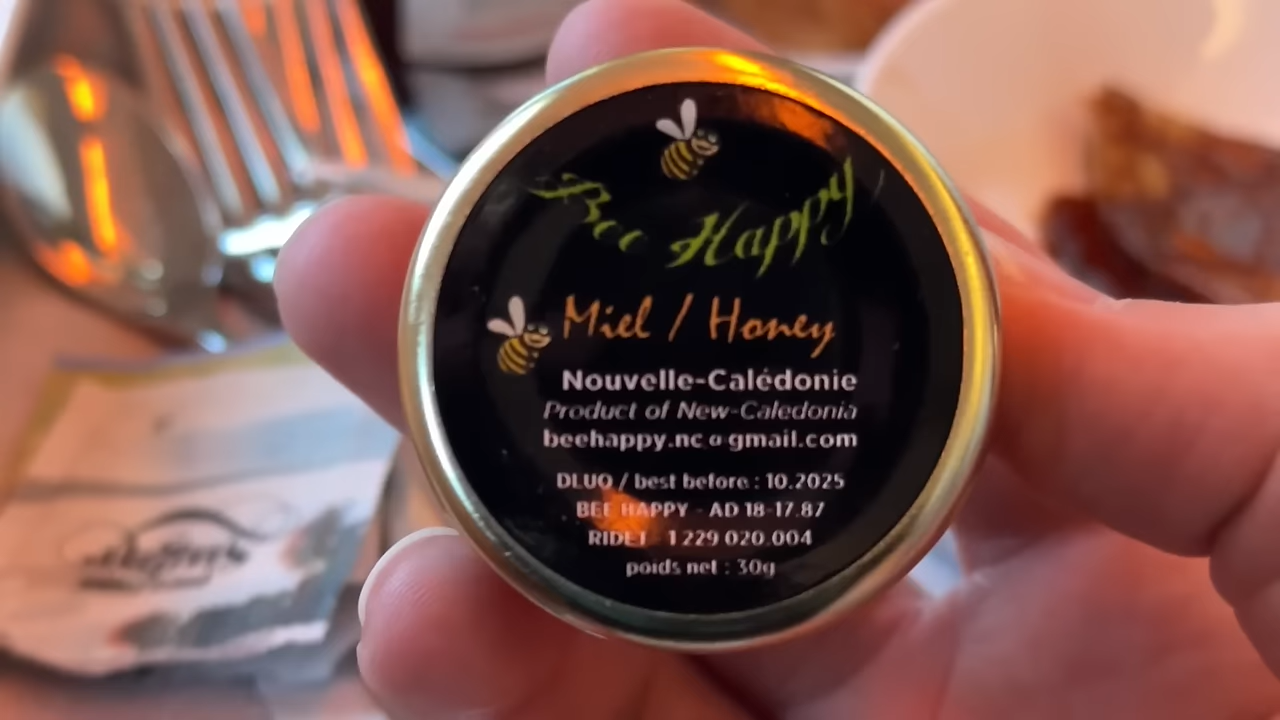 Bee Happy
Miel / Honey
Nouvelle-Calédonie
Product of New-Caledonia
beehappy.nc@gmail.com
DLUO / best before : 10.2025
BEE HAPPY - AD 18-17.87
RIDET 1 229 020.004
poids net : 30g